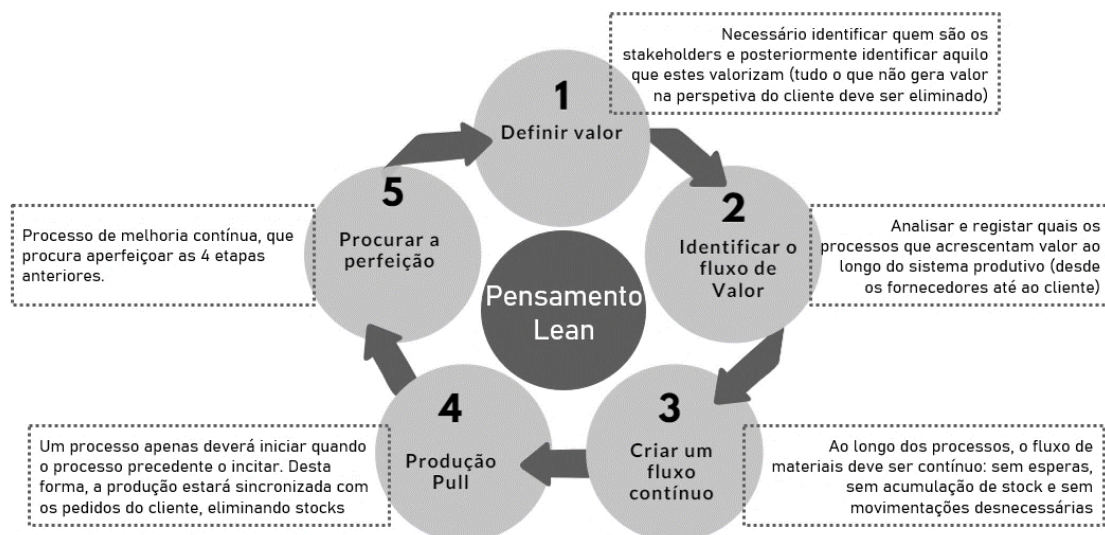 Necessário identificar quem são os
stakeholders e posteriormente identificar aquilo
que estes valorizam (tudo o que não gera valor
na perspetiva do cliente deve ser eliminado)
1
Definir valor
2
Identificar o
fluxo de
Valor
Analisar e registar quais os
processos que acrescentam valor ao
longo do sistema produtivo (desde
os fornecedores até ao cliente)
3
Criar um
fluxo
contínuo
Ao longo dos processos, o fluxo de
materiais deve ser contínuo: sem esperas,
sem acumulação de stock e sem
movimentações desnecessárias
4
Produção
Pull
Um processo apenas deverá iniciar quando
o processo precedente o incitar. Desta
forma, a produção estará sincronizada com
os pedidos do cliente, eliminando stocks
5
Procurar a
perfeição
Processo de melhoria contínua, que
procura aperfeiçoar as 4 etapas
anteriores.
Pensamento
Lean